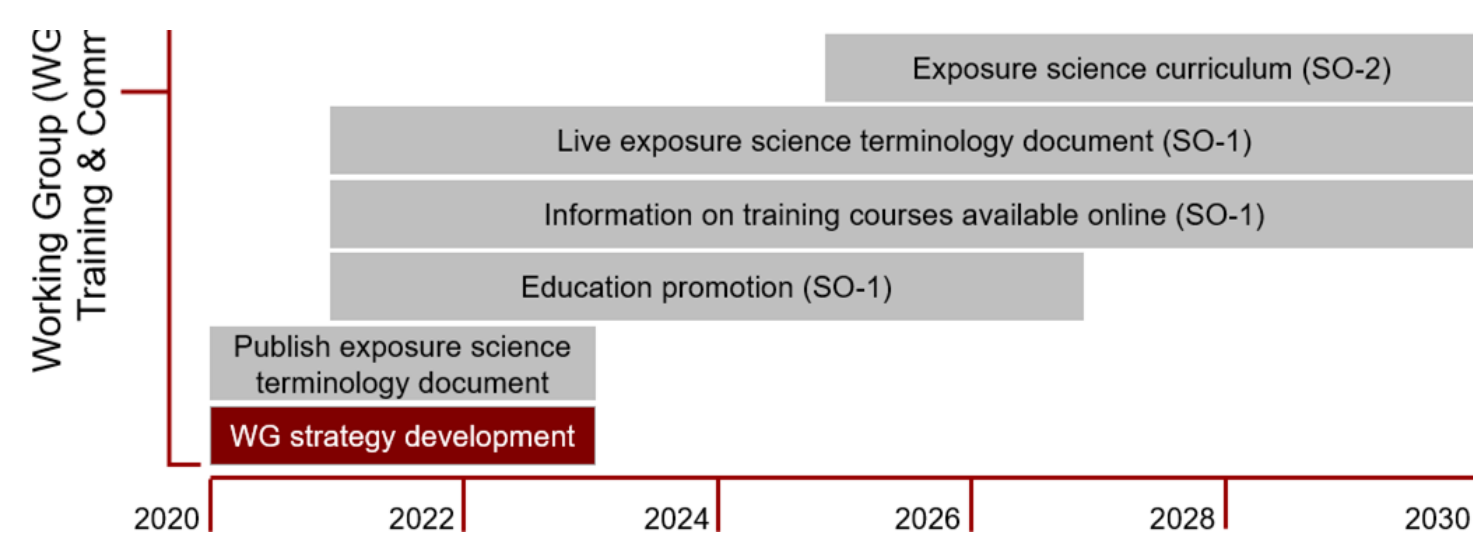 Working Group (WG
Training & Comm
Exposure science curriculum (SO-2)
Live exposure science terminology document (SO-1)
Information on training courses available online (SO-1)
Education promotion (SO-1)
Publish exposure science
terminology document
WG strategy development
2020 2022 2024 2026 2028 2030